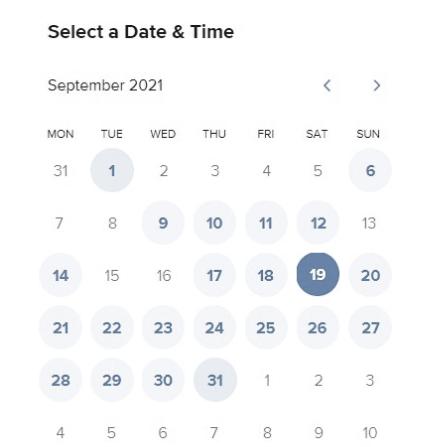 Select a Date & Time
September 2021
MON TUE WED THU FRI SAT SUN
31 1 2 3 4 5 6
7 8 9 10 11 12 13
14 15 16 17 18 19 20
21 22 23 24 25 26 27
28 29 30 31 1 2 3
4 5 6 7 8 9 10